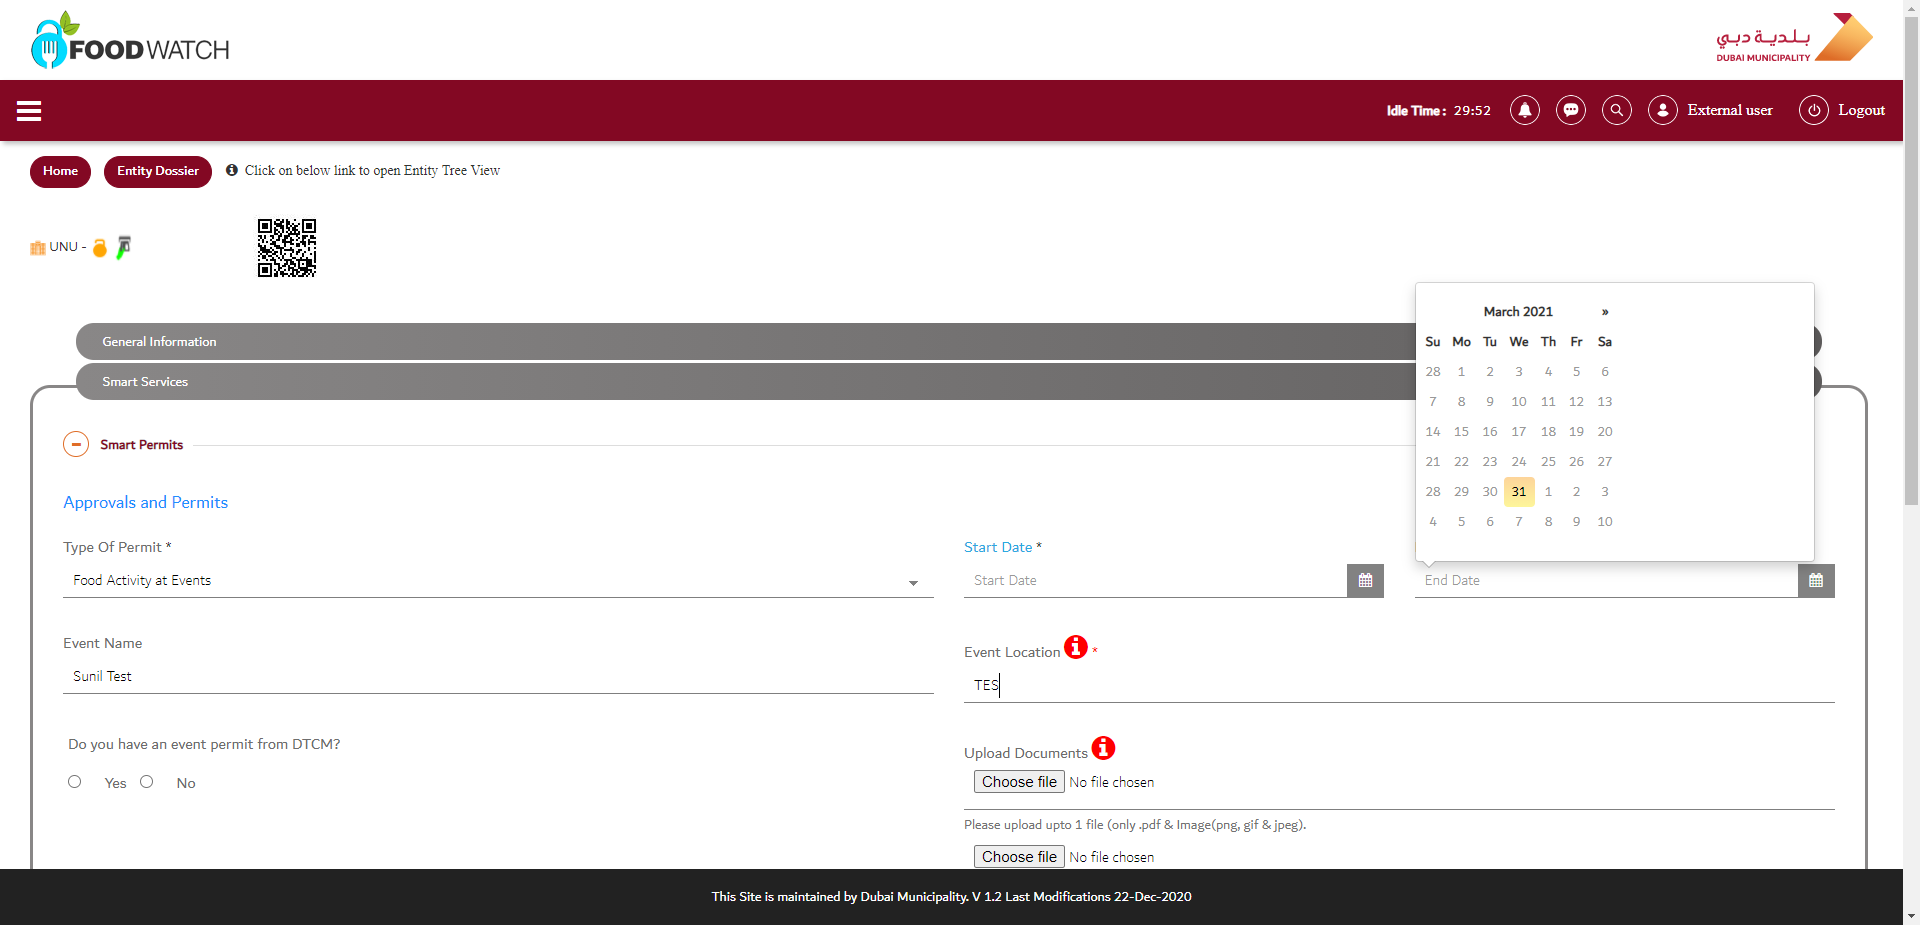 FOODWATCH
بلدية دبي
DUBAI MUNICIPALITY
Idle Time : 29:52
External user
Logout
Home
Entity Dossier
Click on below link to open Entity Tree View
UNU -
General Information
Smart Services
March 2021 »
Su Mo Tu We Th Fr Sa
28 1 2 3 4 5 6
7 8 9 10 11 12 13
14 15 16 17 18 19 20
21 22 23 24 25 26 27
28 29 30 31 1 2 3
4 5 6 7 8 9 10
Smart Permits
Approvals and Permits
Type Of Permit *
Food Activity at Events
Start Date *
Start Date
End Date
Event Name
Sunil Test
Event Location *
TES
Do you have an event permit from DTCM?
Yes No
Upload Documents
Choose file No file chosen
Please upload upto 1 file (only .pdf & Image(png, gif & jpeg).
Choose file No file chosen
This Site is maintained by Dubai Municipality. V 1.2 Last Modifications 22-Dec-2020